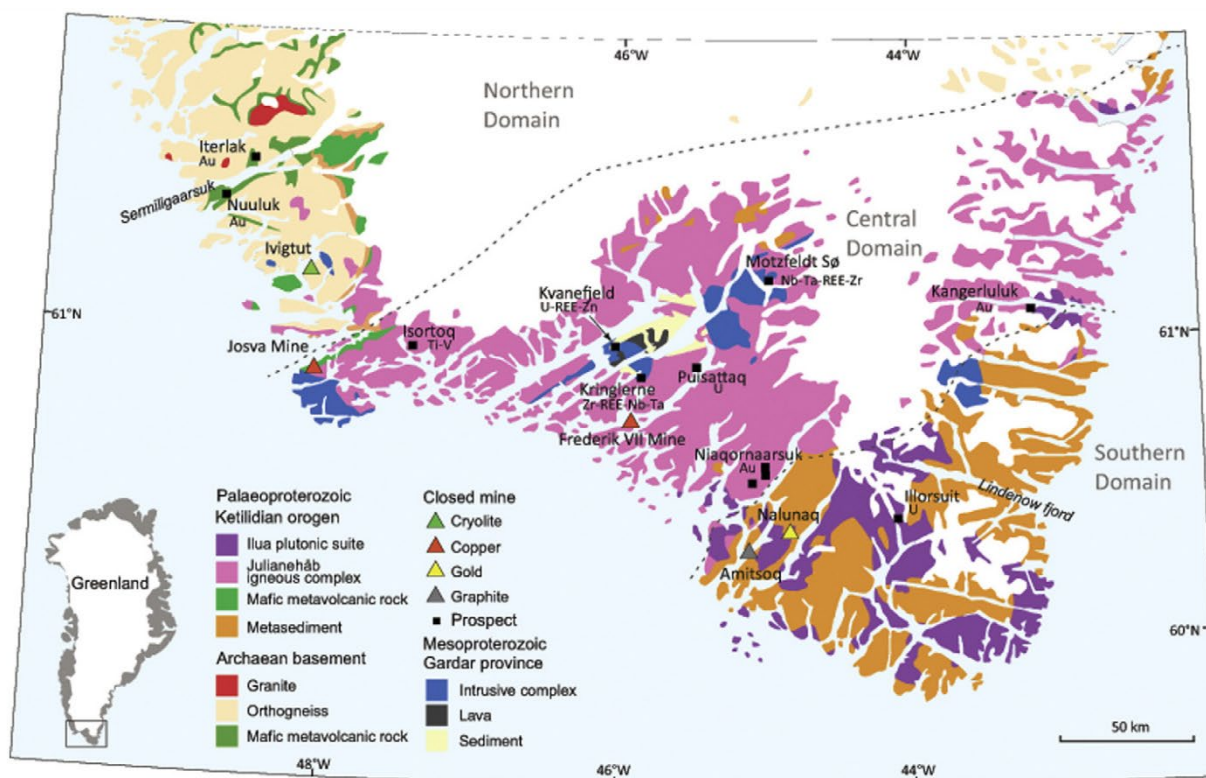 46°W
44°W
Northern
Domain
Iterlak
Au
Sermiligaarsuk
Nuuluk
Au
Ivigtut
Central
Domain
Motzfeldt Sø
Nb-Ta-REE-Zr
Kvanefjeld
U-REE-Zn
Kangerluluk
Au
61°N
61°N
Isortoq
Ti-V
Josva Mine
Puisattaq
U
Kringlerne
Zr-REE-Nb-Ta
Frederik VII Mine
Niaqornaarsuk
Au
Southern
Domain
Lindenow fjord
Illorsuit
U
Nalunaq
Amitsoq
60°N
Greenland
Palaeoproterozoic
Ketilidian orogen
Ilua plutonic suite
Julianehåb
igneous complex
Mafic metavolcanic rock
Metasediment
Archaean basement
Granite
Orthogneiss
Mafic metavolcanic rock
Closed mine
Cryolite
Copper
Gold
Graphite
Prospect
Mesoproterozoic
Gardar province
Intrusive complex
Lava
Sediment
50 km
48°W
46°W
44°W